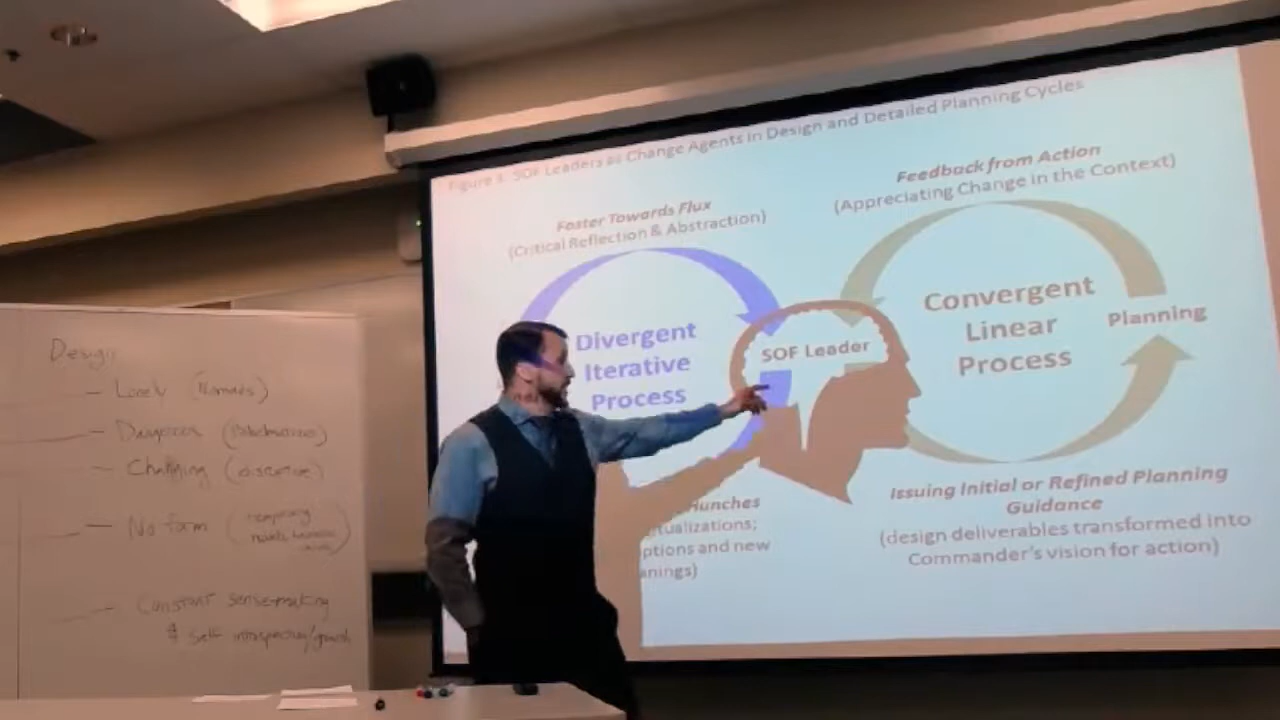 Figure 3. SOF Leaders as Change Agents in Design and Detailed Planning Cycles
Foster Towards Flux
(Critical Reflection & Abstraction)
Feedback from Action
(Appreciating Change in the Context)
Divergent
Iterative
Process
SOF Leader
Convergent
Linear
Process
Planning
tualizations;
ptions and new
anings)
Issuing Initial or Refined Planning
Guidance
(design deliverables transformed into
Commander's vision for action)
Design
- Lonely (Nomads)
- Dangerous
- Challenging
- No form
- Constant sense-making
& self introspection/growth